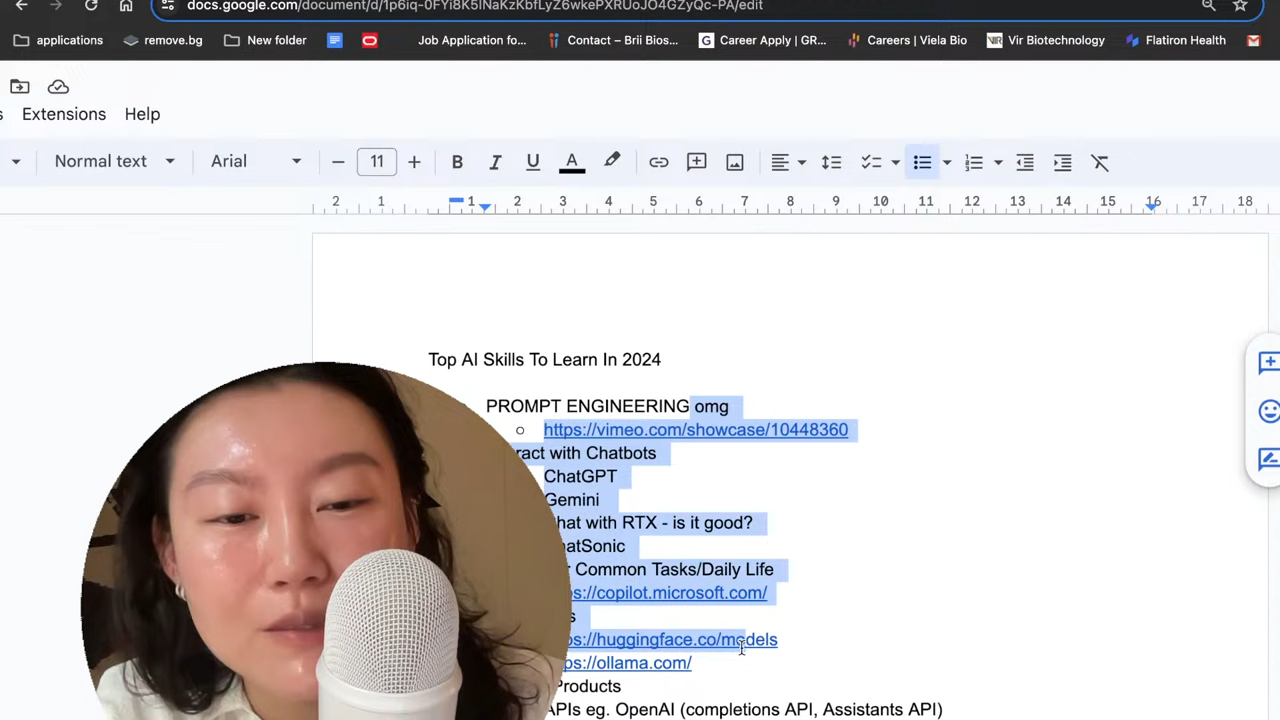 docs.google.com/document/d/1p6iq-0FYi8K5lNaKzKbfLyZ6wkePXRUoJO4GZyQc-PA/edit
applications
remove.bg
New folder
Job Application fo...
Contact – Brii Bios...
G Career Apply | GR...
Careers | Viela Bio
VIR Vir Biotechnology
Flatiron Health
Extensions Help
Normal text Arial 11 B I U A
2 1 1 2 3 4 5 6 7 8 9 10 11 12 13 14 15 16 17 18
Top AI Skills To Learn In 2024
PROMPT ENGINEERING omg
https://vimeo.com/showcase/10448360
ract with Chatbots
ChatGPT
Gemini
hat with RTX - is it good?
hatSonic
r Common Tasks/Daily Life
ps://copilot.microsoft.com/
s
ps://huggingface.co/models
ps://ollama.com/
Products
APIs eg. OpenAI (completions API, Assistants API)